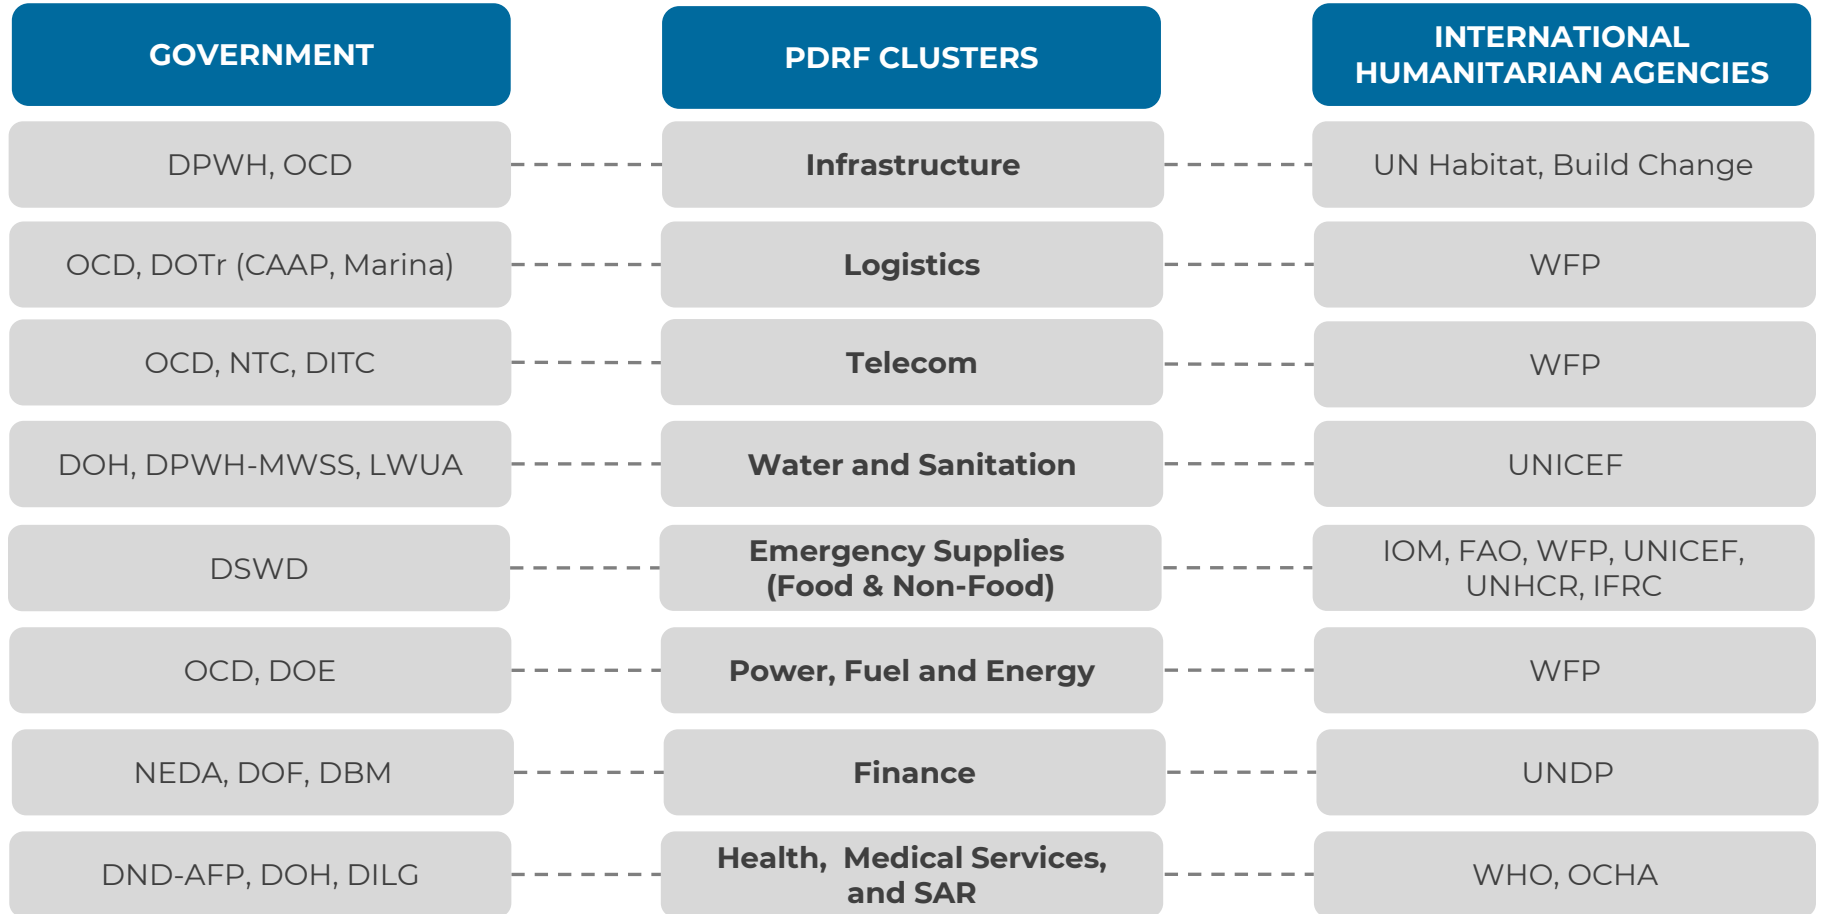 GOVERNMENT
PDRF CLUSTERS
INTERNATIONAL
HUMANITARIAN AGENCIES
DPWH, OCD
Infrastructure
UN Habitat, Build Change
OCD, DOTr (CAAP, Marina)
Logistics
WFP
OCD, NTC, DITC
Telecom
WFP
DOH, DPWH-MWSS, LWUA
Water and Sanitation
UNICEF
DSWD
Emergency Supplies
(Food & Non-Food)
IOM, FAO, WFP, UNICEF,
UNHCR, IFRC
OCD, DOE
Power, Fuel and Energy
WFP
NEDA, DOF, DBM
Finance
UNDP
DND-AFP, DOH, DILG
Health, Medical Services,
and SAR
WHO, OCHA